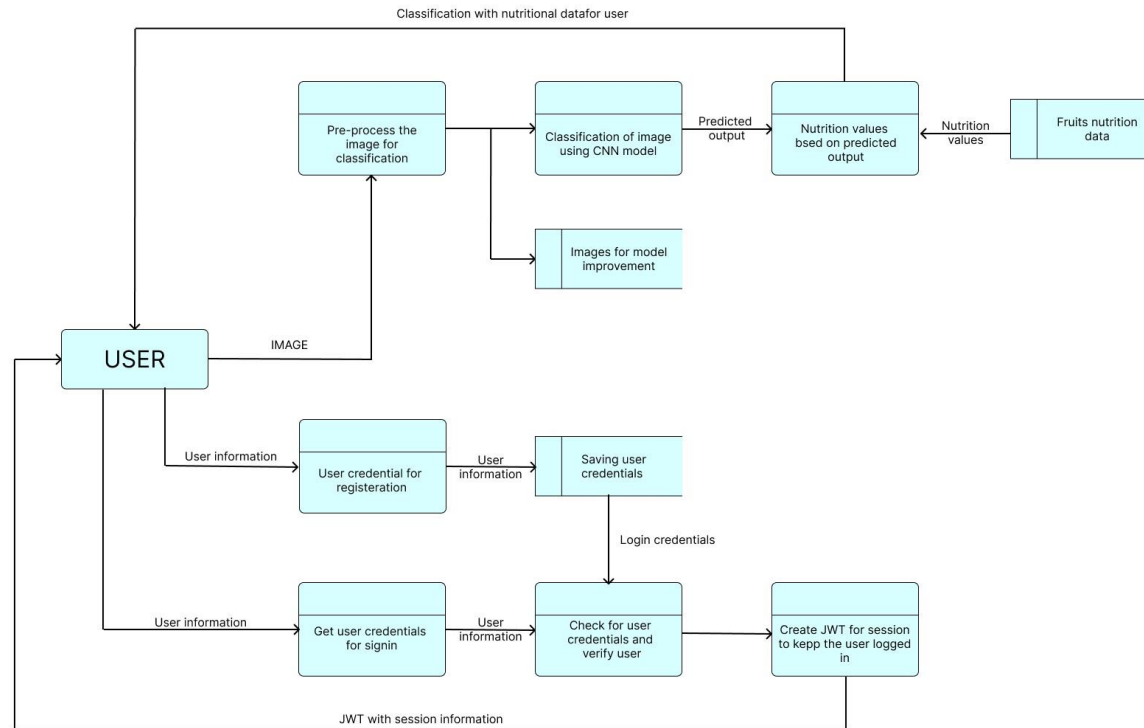 Classification with nutritional datafor user
Pre-process the
image for
classification
Classification of image
using CNN model
Predicted
output
Nutrition values
bsed on predicted
output
Nutrition
values
Fruits nutrition
data
Images for model
improvement
USER
IMAGE
User information
User credential for
registeration
User
information
Saving user
credentials
Login credentials
User information
Get user credentials
for signin
User
information
Check for user
credentials and
verify user
Create JWT for session
to kepp the user logged
in
JWT with session information